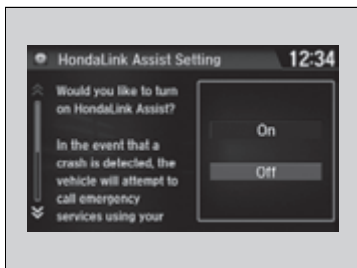 HondaLink Assist Setting
12:34
Would you like to turn
on HondaLink Assist?
In the event that a
crash is detected, the
vehicle will attempt to
call emergency
services using your
On
Off